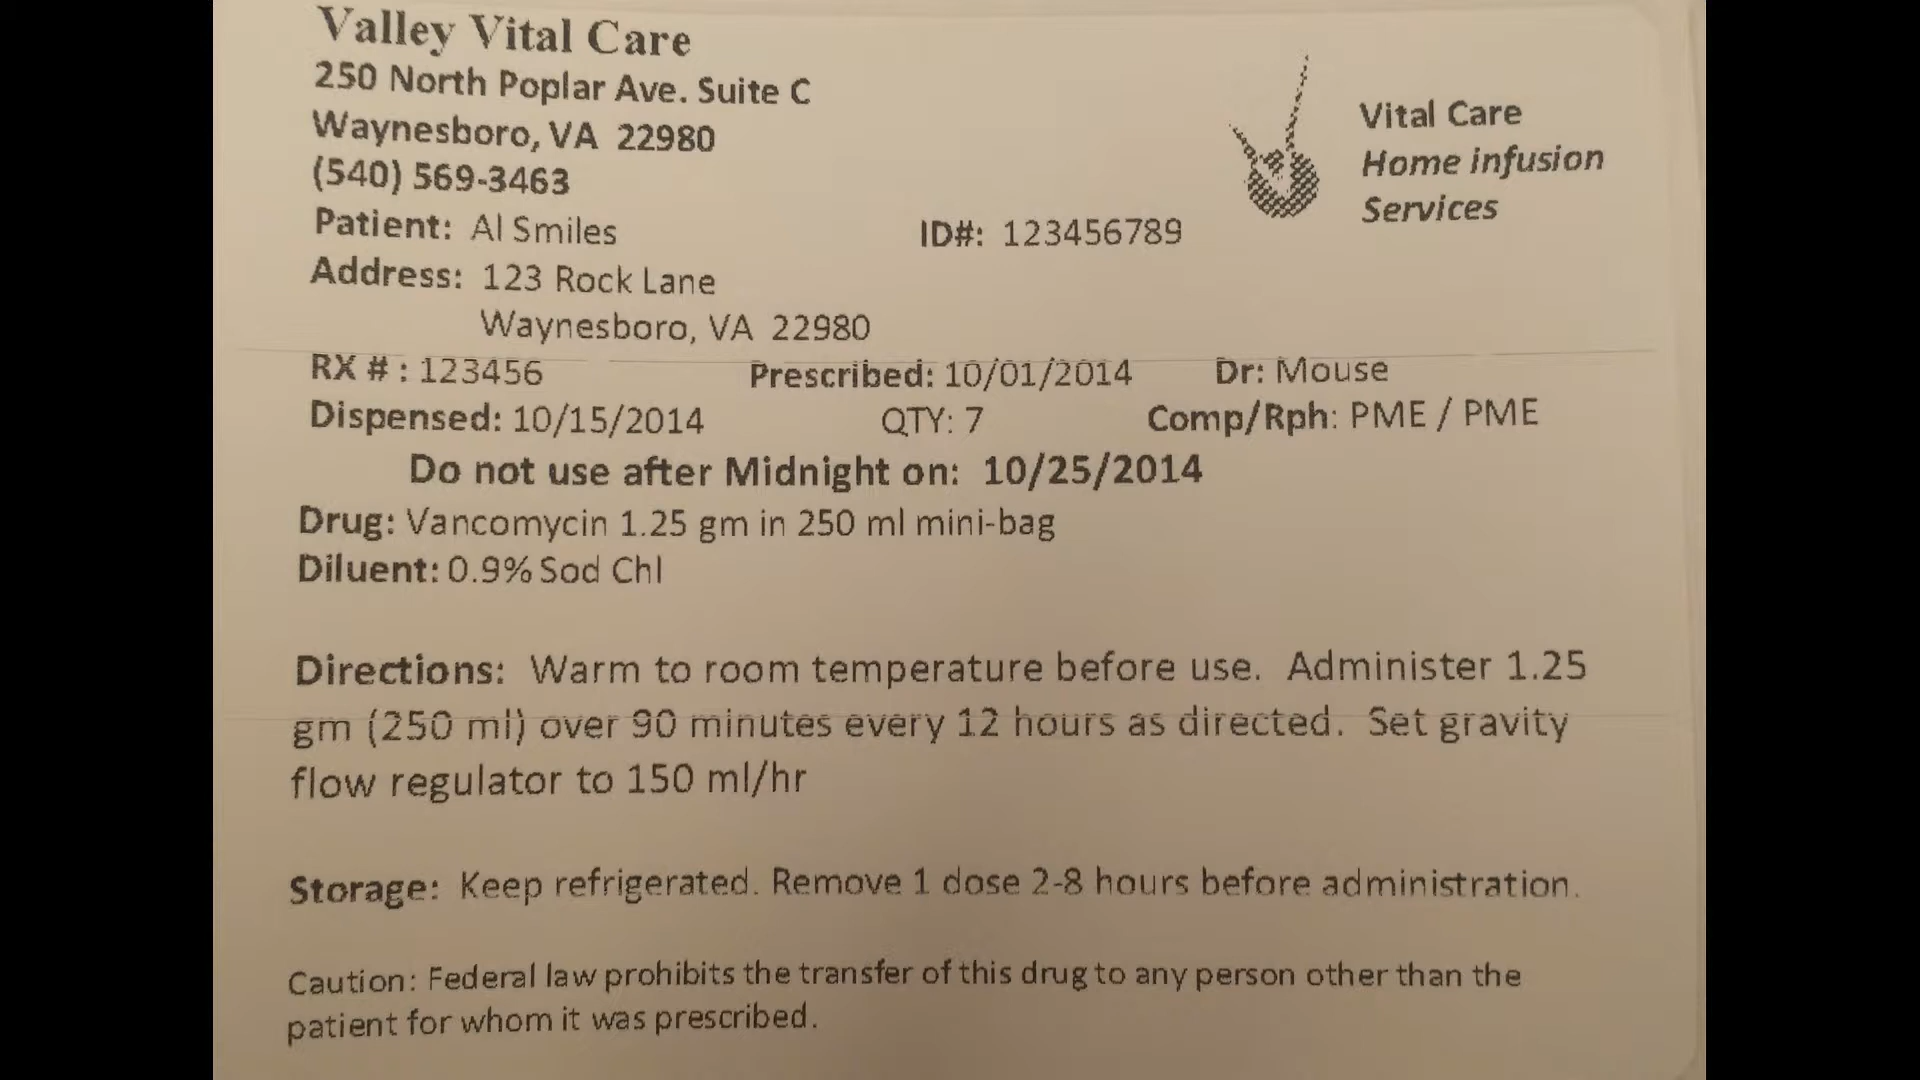 Valley Vital Care
250 North Poplar Ave. Suite C
Waynesboro, VA 22980
(540) 569-3463
Vital Care
Home infusion
Services
Patient: Al Smiles ID#: 123456789
Address: 123 Rock Lane
Waynesboro, VA 22980
RX # : 123456 Prescribed: 10/01/2014 Dr: Mouse
Dispensed: 10/15/2014 QTY: 7 Comp/Rph: PME / PME
Do not use after Midnight on: 10/25/2014
Drug: Vancomycin 1.25 gm in 250 ml mini-bag
Diluent: 0.9% Sod Chl
Directions: Warm to room temperature before use. Administer 1.25
gm (250 ml) over 90 minutes every 12 hours as directed. Set gravity
flow regulator to 150 ml/hr
Storage: Keep refrigerated. Remove 1 dose 2-8 hours before administration.
Caution: Federal law prohibits the transfer of this drug to any person other than the
patient for whom it was prescribed.